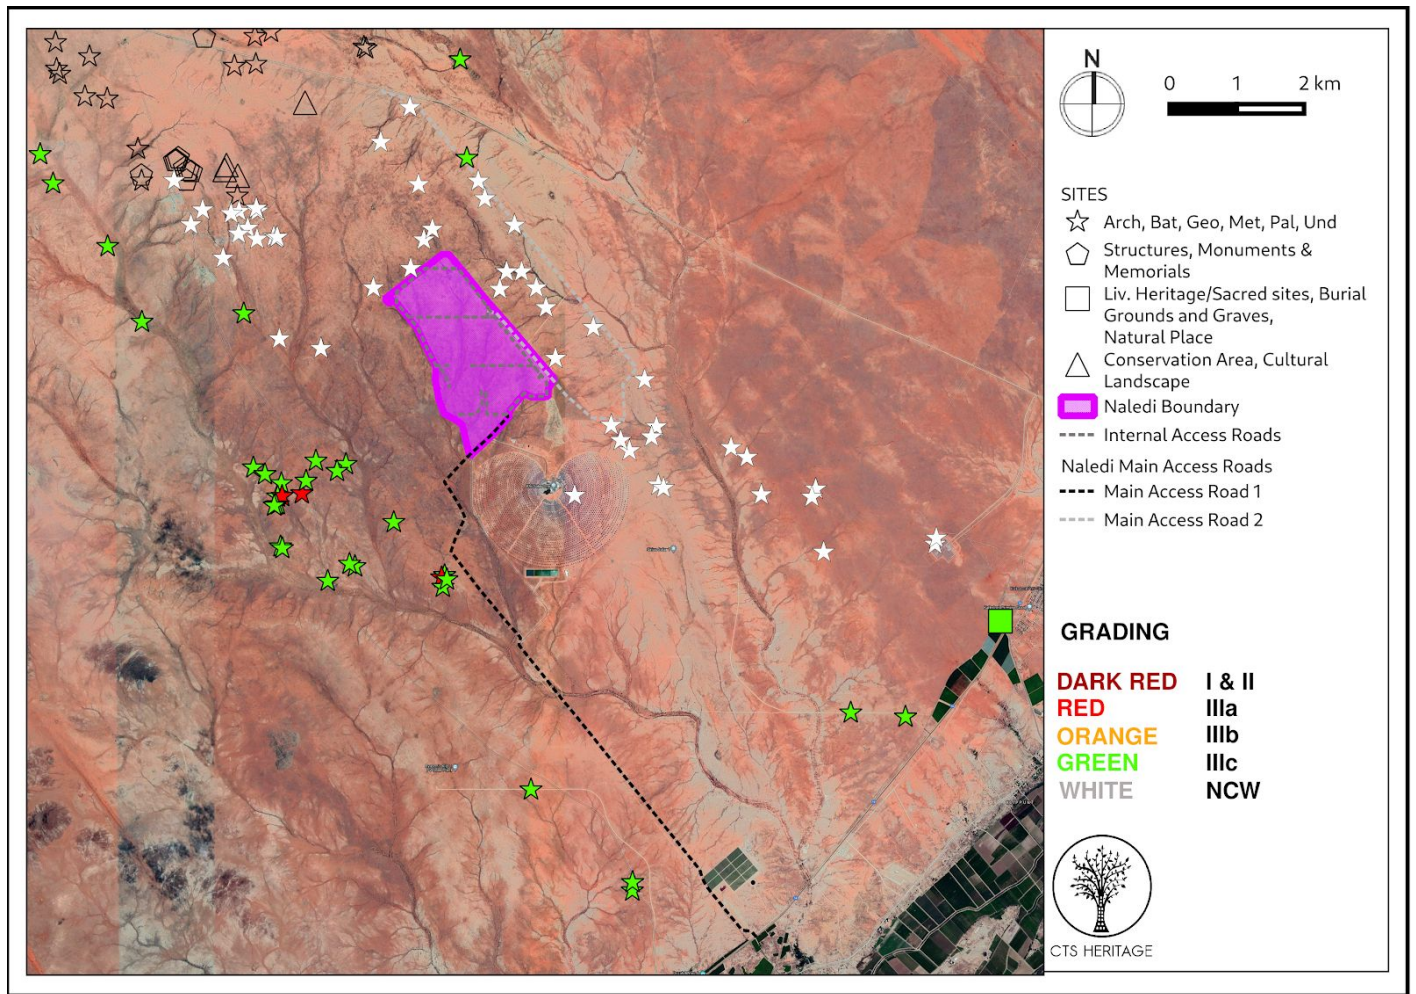 N
0 1 2 km
SITES
Arch, Bat, Geo, Met, Pal, Und
Structures, Monuments &
Memorials
Liv. Heritage/Sacred sites, Burial
Grounds and Graves,
Natural Place
Conservation Area, Cultural
Landscape
Naledi Boundary
Internal Access Roads
Naledi Main Access Roads
Main Access Road 1
Main Access Road 2
GRADING
DARK RED I & II
RED IIIa
ORANGE IIIb
GREEN IIIc
WHITE NCW
CTS HERITAGE